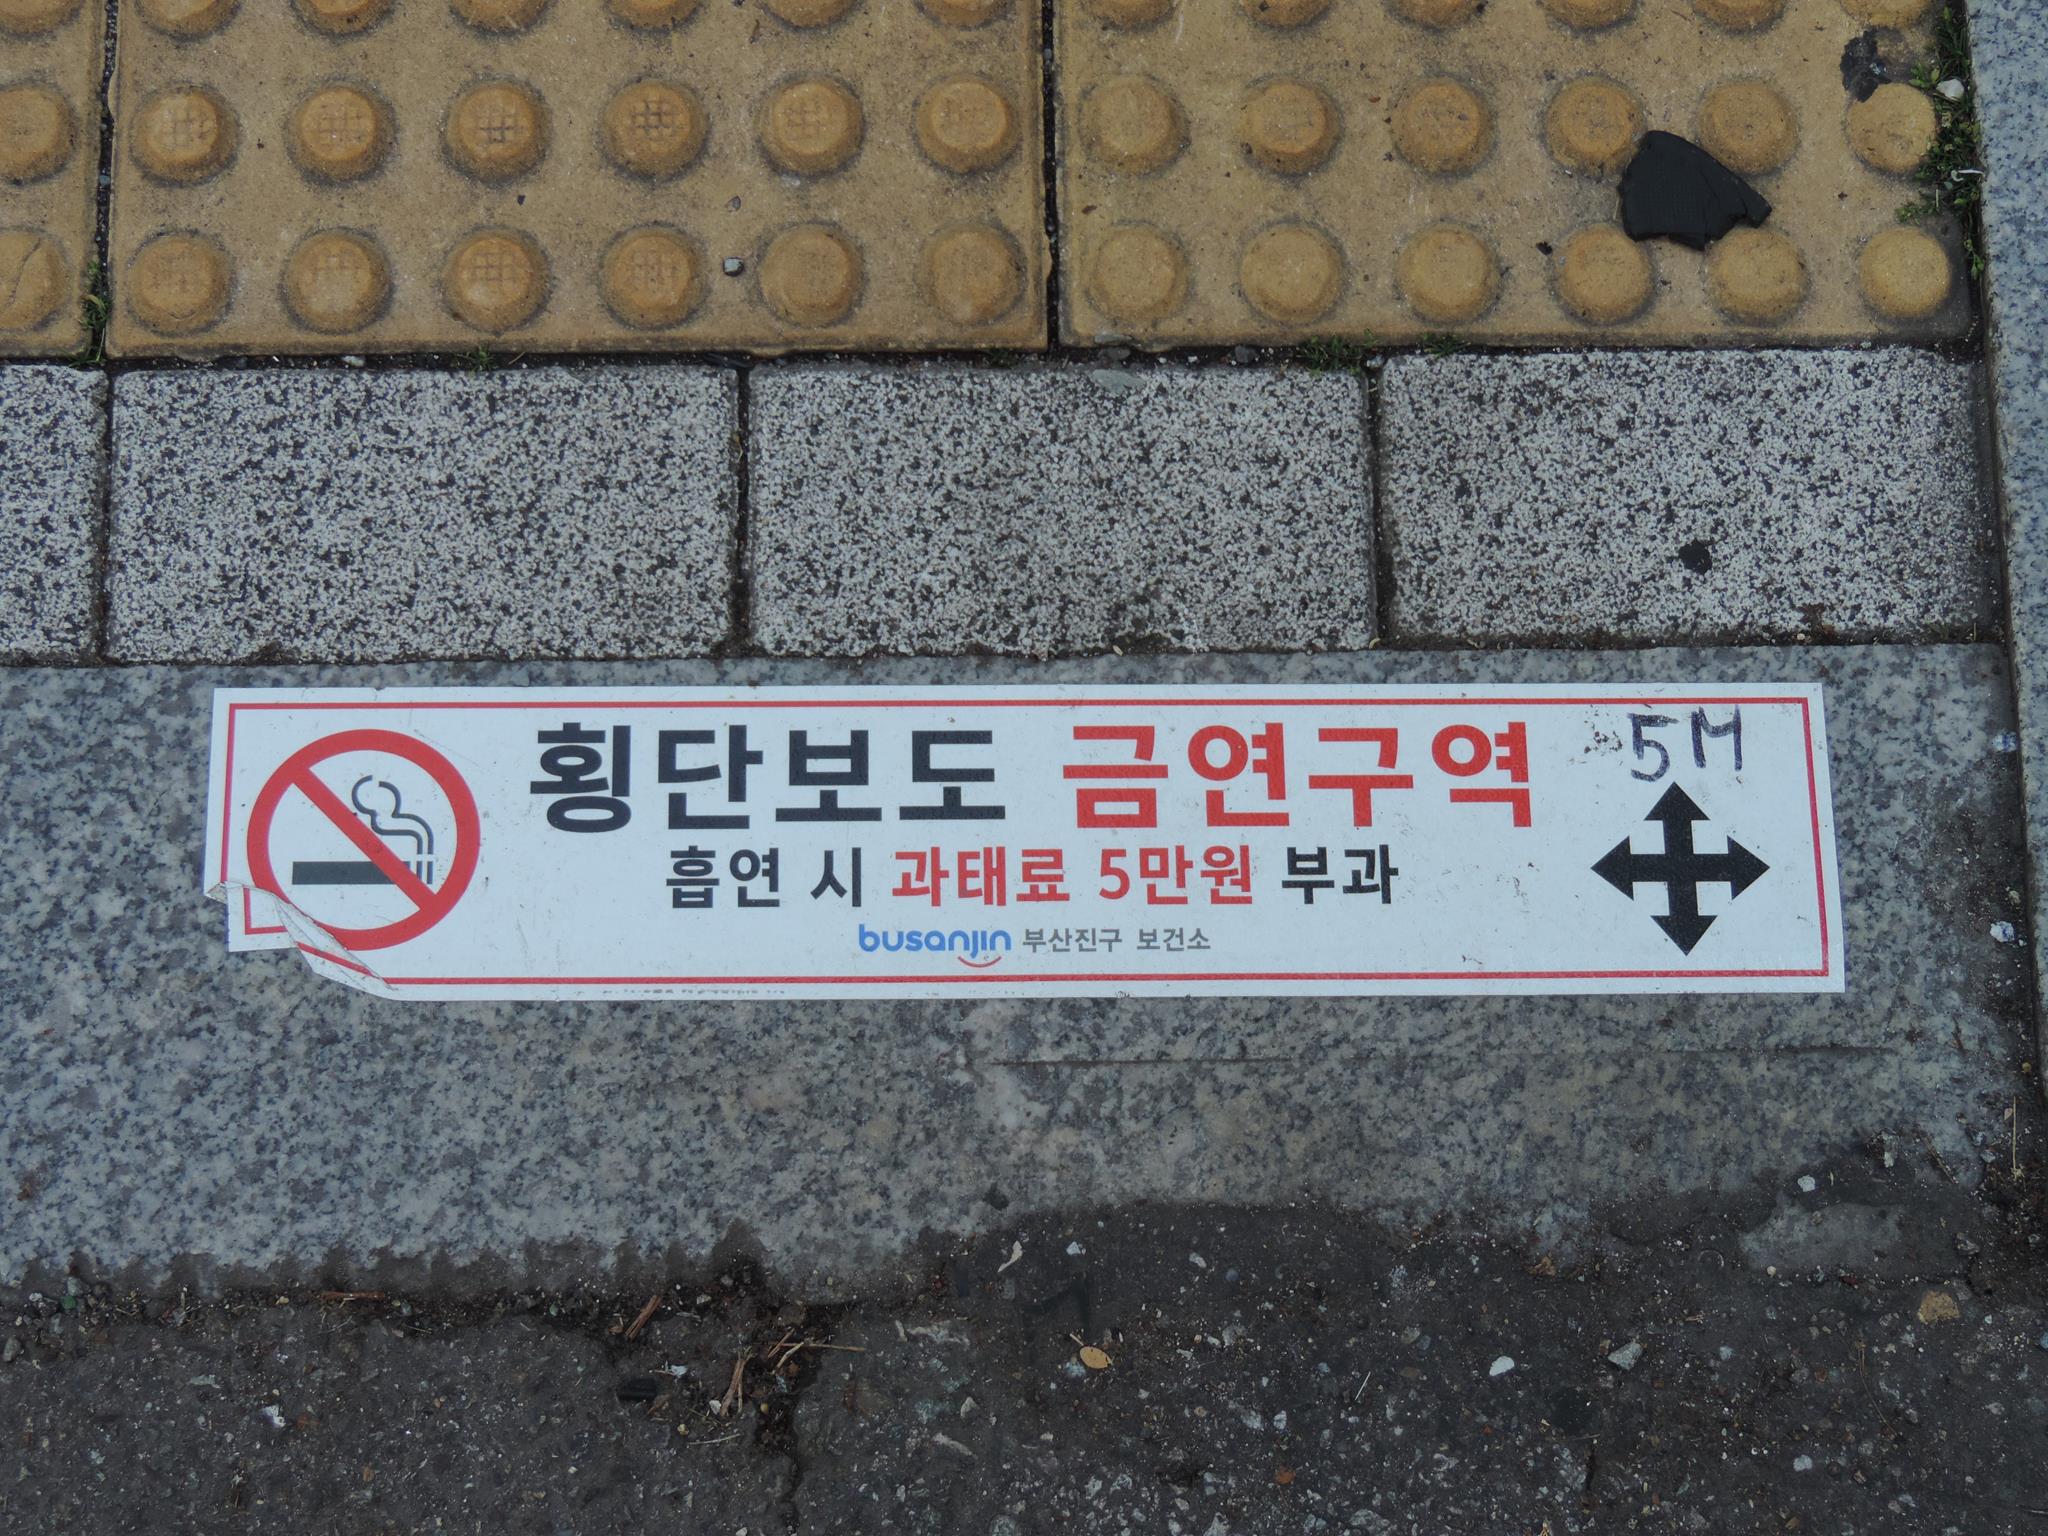 횡단보도 금연구역
5M
흡연 시 과태료 5만원 부과
busanjin 부산진구 보건소